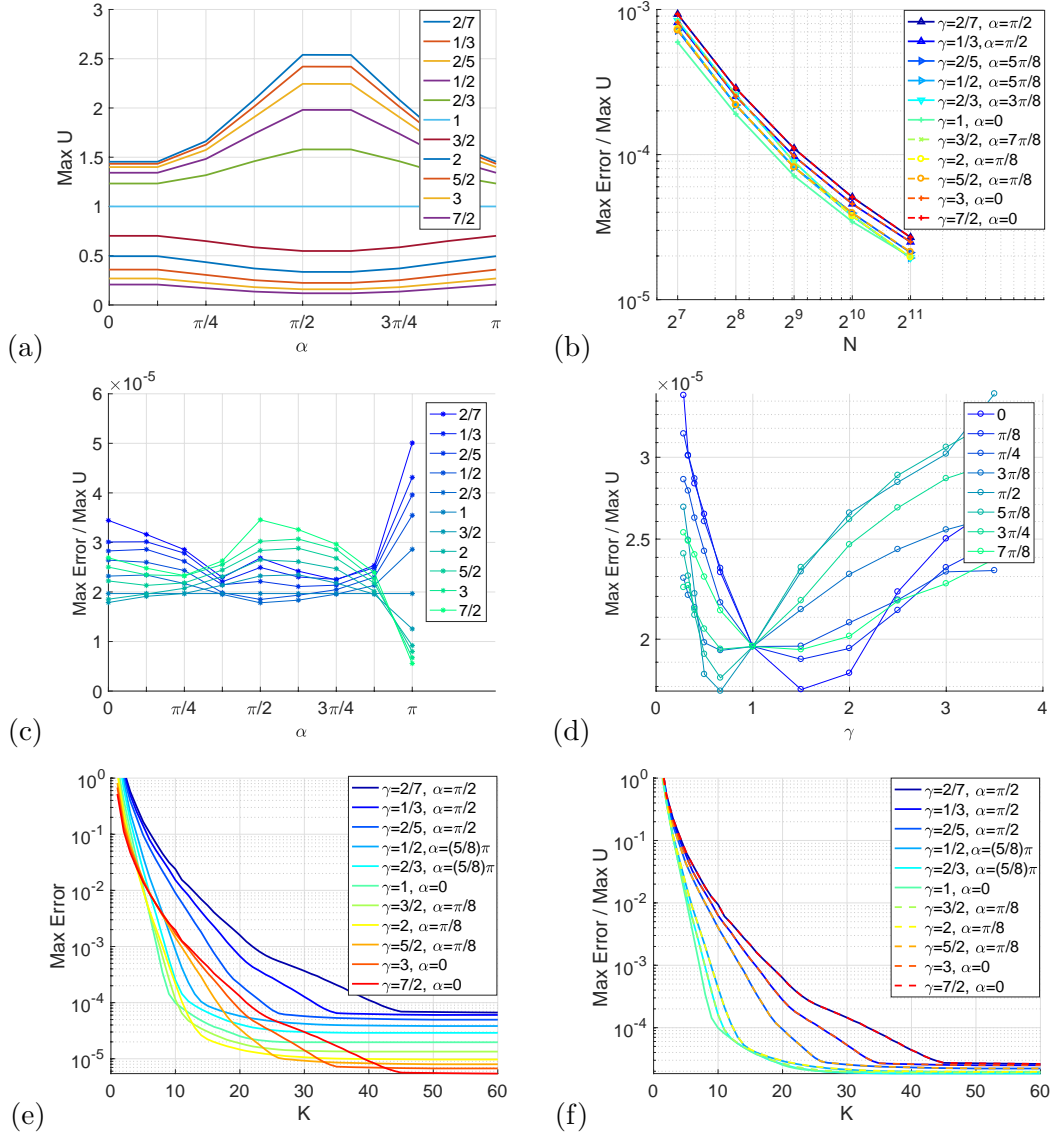 3
2.5
2
1.5
1
0.5
0
Max U
0
π/4
π/2
3π/4
π
α
2/7
1/3
2/5
1/2
2/3
1
3/2
2
5/2
3
7/2
(a)
10^-3
10^-4
10^-5
Max Error / Max U
2^7
2^8
2^9
2^10
2^11
N
γ=2/7, α=π/2
γ=1/3,α=π/2
γ=2/5, α=5π/8
γ=1/2, α=5π/8
γ=2/3, α=3π/8
γ=1, α=0
γ=3/2, α=7π/8
γ=2, α=π/8
γ=5/2, α=π/8
γ=3, α=0
γ=7/2, α=0
(b)
×10^-5
6
5
4
3
2
1
0
Max Error / Max U
0
π/4
π/2
3π/4
π
α
2/7
1/3
2/5
1/2
2/3
1
3/2
2
5/2
3
7/2
(c)
×10^-5
3
2.5
2
Max Error / Max U
0
1
2
3
4
γ
0
π/8
π/4
3π/8
π/2
5π/8
3π/4
7π/8
(d)
10^0
10^-1
10^-2
10^-3
10^-4
10^-5
Max Error
0
10
20
30
40
50
60
K
γ=2/7, α=π/2
γ=1/3, α=π/2
γ=2/5, α=π/2
γ=1/2,α=(5/8)π
γ=2/3, α=(5/8)π
γ=1, α=0
γ=3/2, α=π/8
γ=2, α=π/8
γ=5/2, α=π/8
γ=3, α=0
γ=7/2, α=0
(e)
10^0
10^-1
10^-2
10^-3
10^-4
Max Error / Max U
0
10
20
30
40
50
60
K
γ=2/7, α=π/2
γ=1/3, α=π/2
γ=2/5, α=π/2
γ=1/2,α=(5/8)π
γ=2/3, α=(5/8)π
γ=1, α=0
γ=3/2, α=π/8
γ=2, α=π/8
γ=5/2, α=π/8
γ=3, α=0
γ=7/2, α=0
(f)